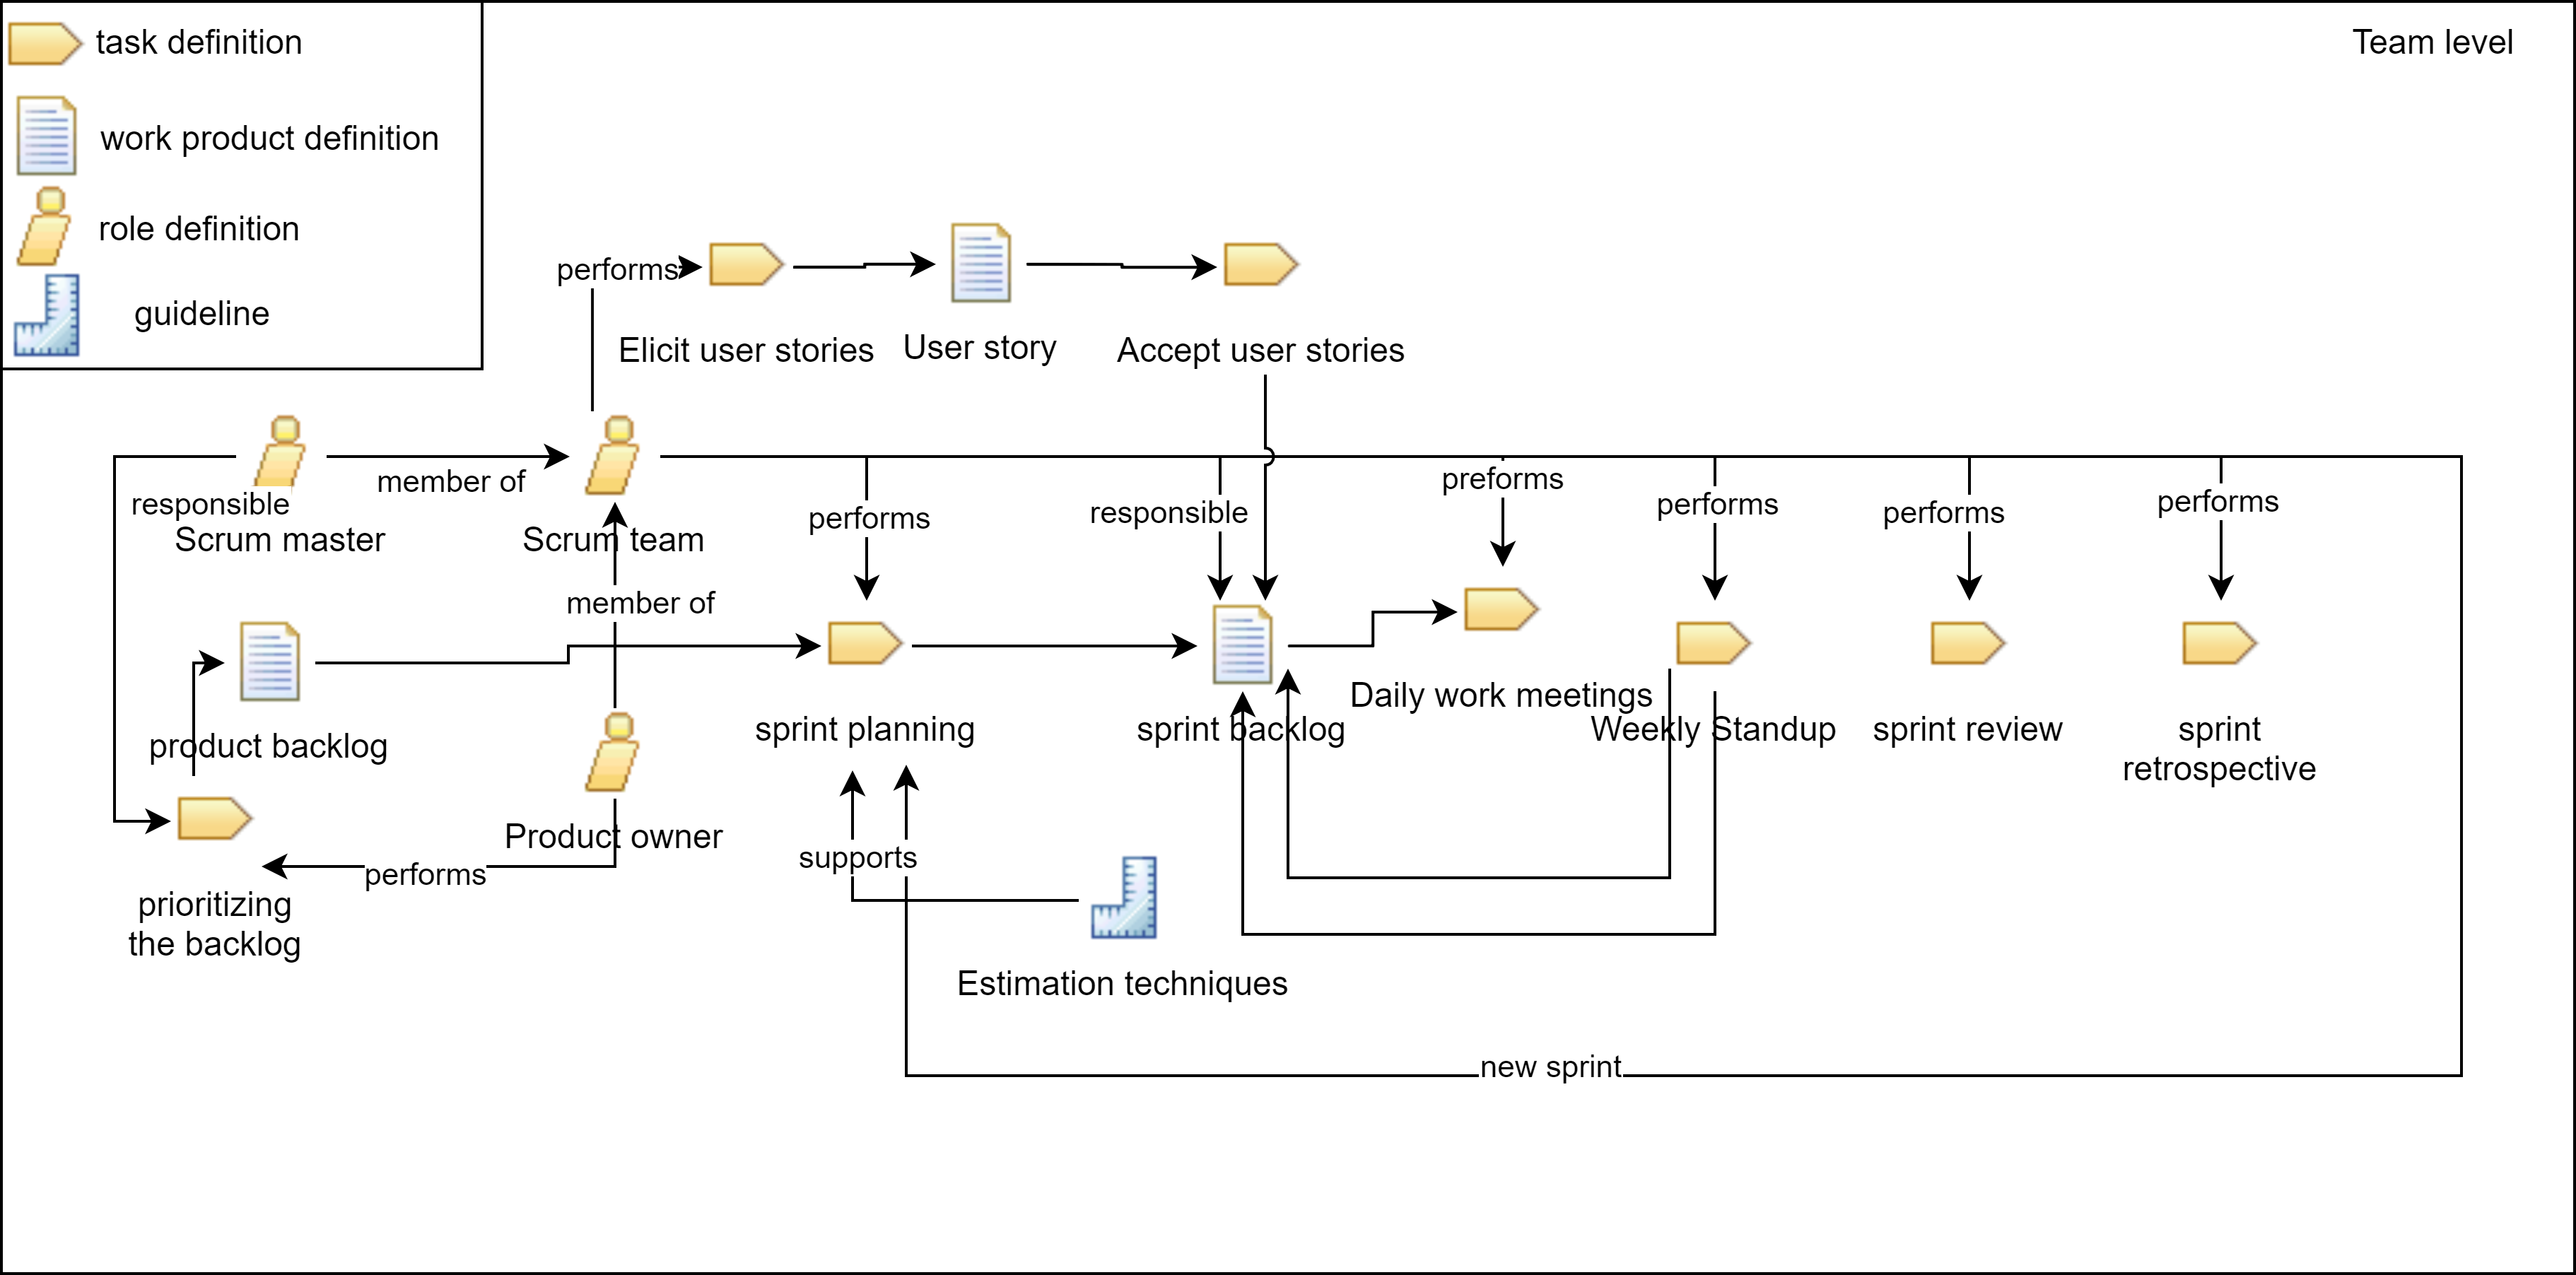 task definition
Team level
work product definition
role definition
guideline
performs
Elicit user stories
User story
Accept user stories
member of
responsible
Scrum master
Scrum team
performs
responsible
preforms
performs
performs
performs
member of
product backlog
sprint planning
sprint backlog
Daily work meetings
Weekly Standup
sprint review
sprint
retrospective
Product owner
performs
supports
prioritizing
the backlog
Estimation techniques
new sprint